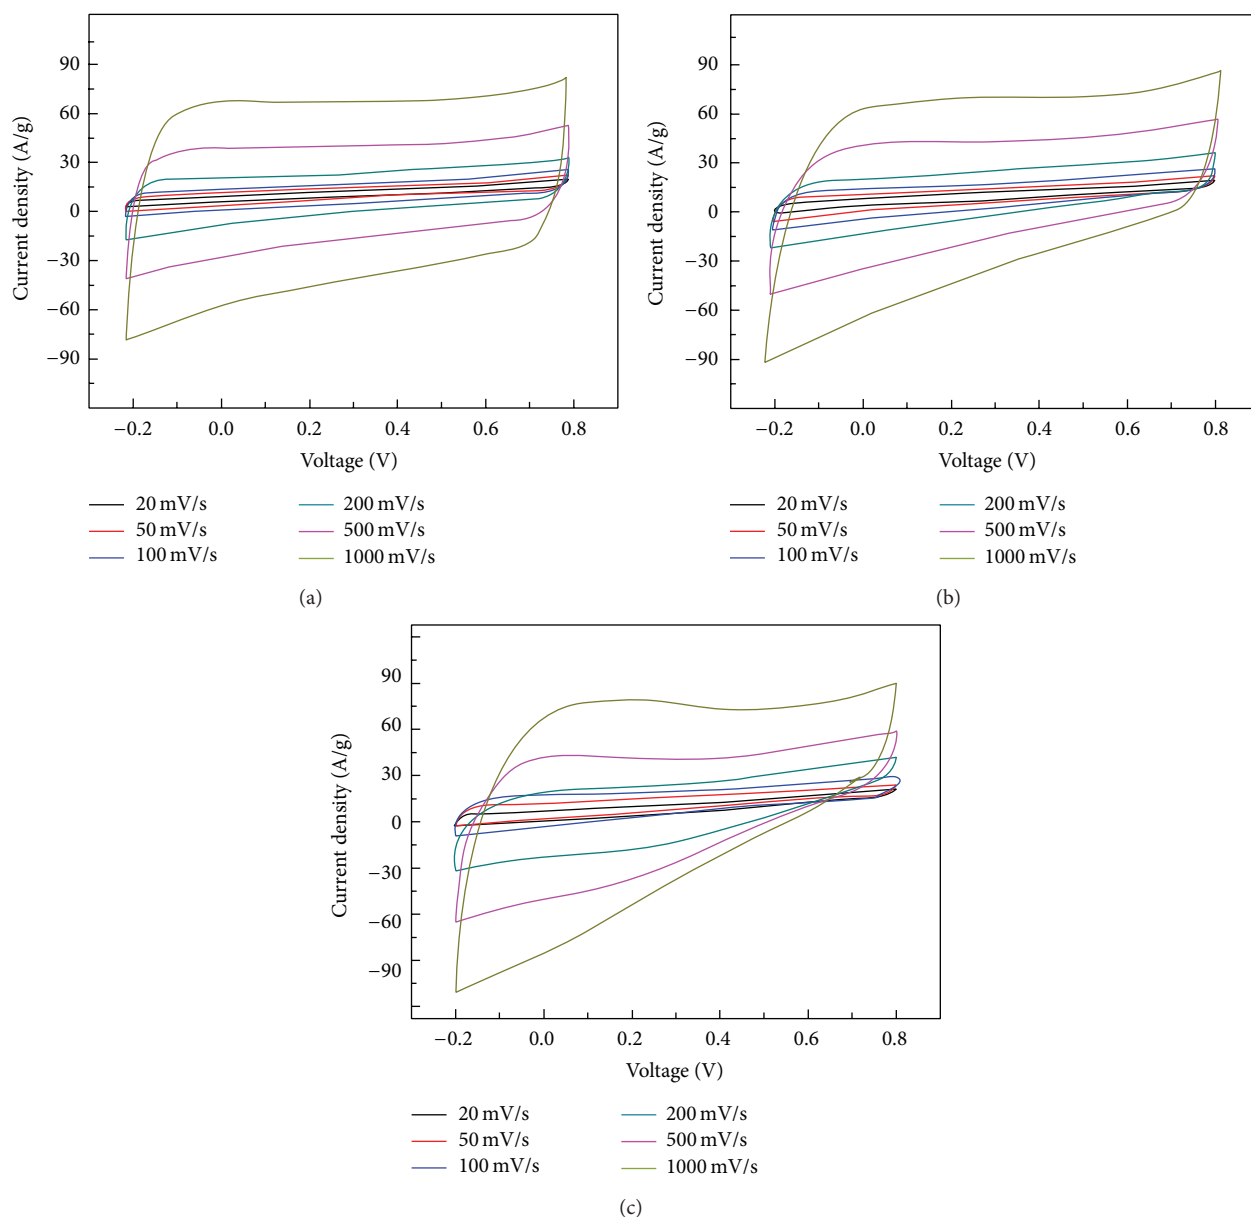 90
60
30
0
−30
−60
−90
Current density (A/g)
−0.2 0.0 0.2 0.4 0.6 0.8
Voltage (V)
20 mV/s 200 mV/s
50 mV/s 500 mV/s
100 mV/s 1000 mV/s
(a)
90
60
30
0
−30
−60
−90
Current density (A/g)
−0.2 0.0 0.2 0.4 0.6 0.8
Voltage (V)
20 mV/s 200 mV/s
50 mV/s 500 mV/s
100 mV/s 1000 mV/s
(b)
90
60
30
0
−30
−60
−90
Current density (A/g)
−0.2 0.0 0.2 0.4 0.6 0.8
Voltage (V)
20 mV/s 200 mV/s
50 mV/s 500 mV/s
100 mV/s 1000 mV/s
(c)